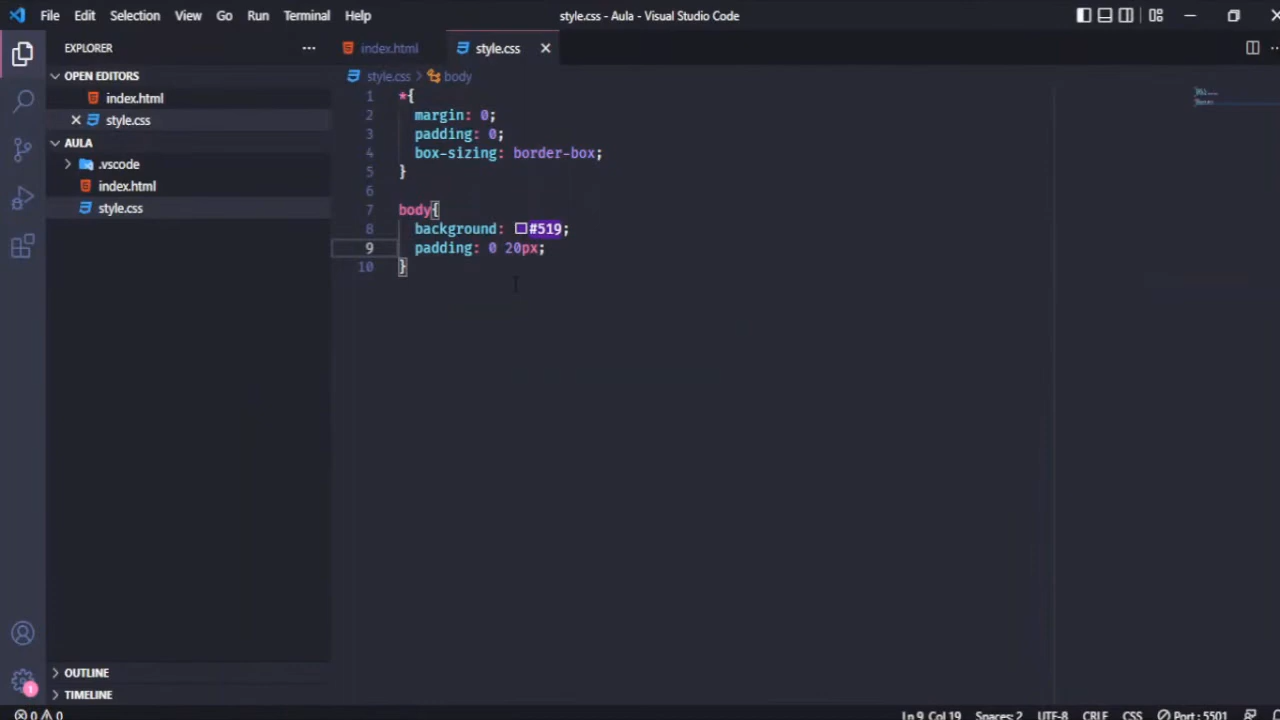 File Edit Selection View Go Run Terminal Help
style.css - Aula - Visual Studio Code
EXPLORER
OPEN EDITORS
index.html
style.css
AULA
.vscode
index.html
style.css
OUTLINE
TIMELINE
index.html
style.css
style.css > body
1 *{
2 margin: 0;
3 padding: 0;
4 box-sizing: border-box;
5 }
6
7 body{
8 background: #519;
9 padding: 0 20px;
10 }
1
0 0
Ln 9, Col 19 Spaces: 2 UTF-8 CRLF CSS Port : 5501